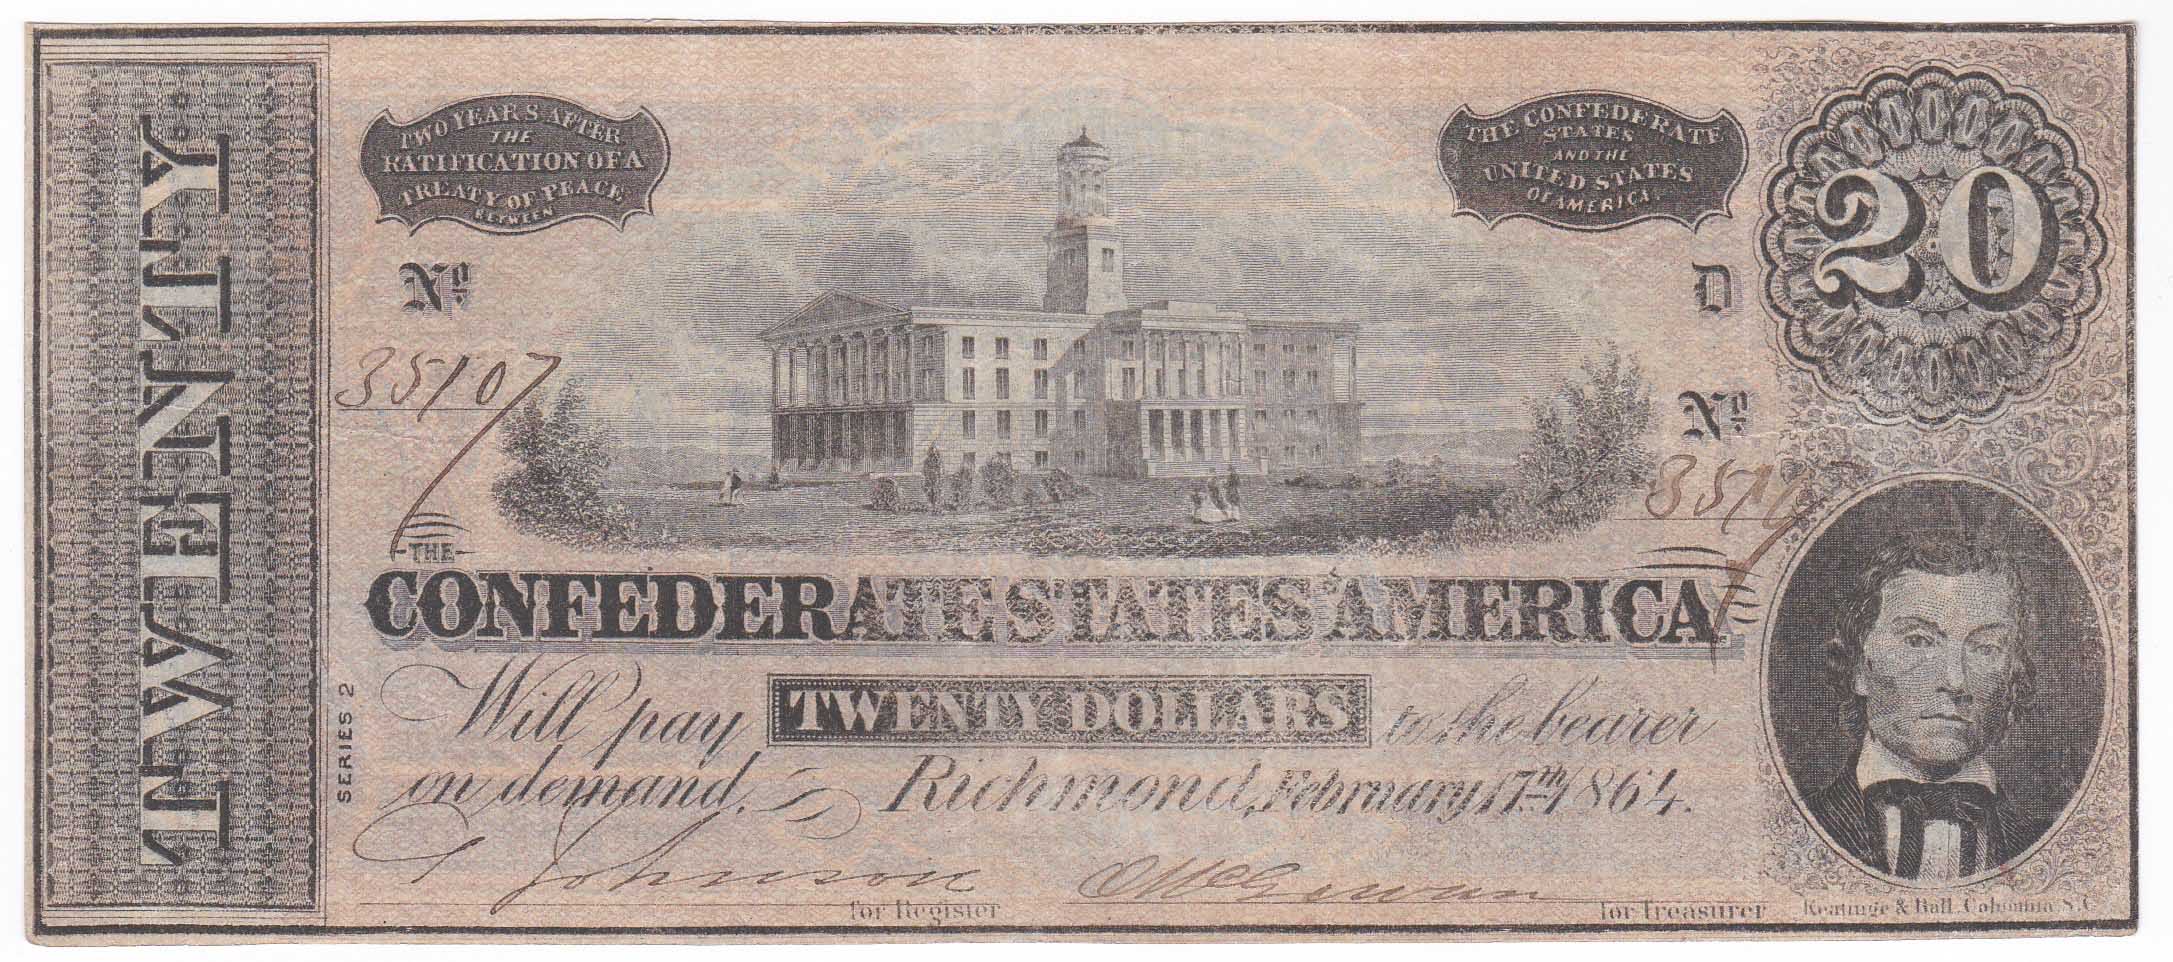 TWENTY
TWO YEARS AFTER
THE
RATIFICATION OF A
TREATY OF PEACE
BETWEEN
THE CONFEDERATE
STATES
AND THE
UNITED STATES
OF AMERICA.
20
No
D
35107
No
THE
CONFEDERATE STATES AMERICA
SERIES 2
Will pay TWENTY DOLLARS to the bearer
on demand, Richmond, February 17th 1864.
Johnson
McGowan
for Register
for Treasurer
Keatinge & Ball, Columbia, S.C.